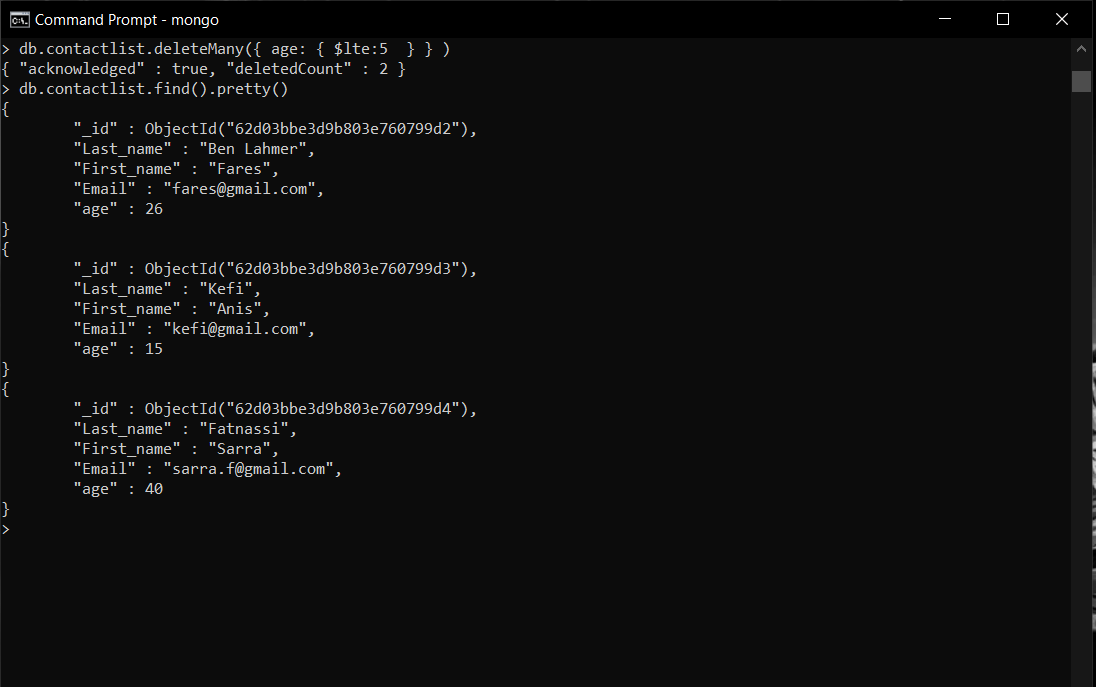 Command Prompt - mongo
> db.contactlist.deleteMany({ age: { $lte:5  } } )
{ "acknowledged" : true, "deletedCount" : 2 }
> db.contactlist.find().pretty()
{
        "_id" : ObjectId("62d03bbe3d9b803e760799d2"),
        "Last_name" : "Ben Lahmer",
        "First_name" : "Fares",
        "Email" : "fares@gmail.com",
        "age" : 26
}
{
        "_id" : ObjectId("62d03bbe3d9b803e760799d3"),
        "Last_name" : "Kefi",
        "First_name" : "Anis",
        "Email" : "kefi@gmail.com",
        "age" : 15
}
{
        "_id" : ObjectId("62d03bbe3d9b803e760799d4"),
        "Last_name" : "Fatnassi",
        "First_name" : "Sarra",
        "Email" : "sarra.f@gmail.com",
        "age" : 40
}
>